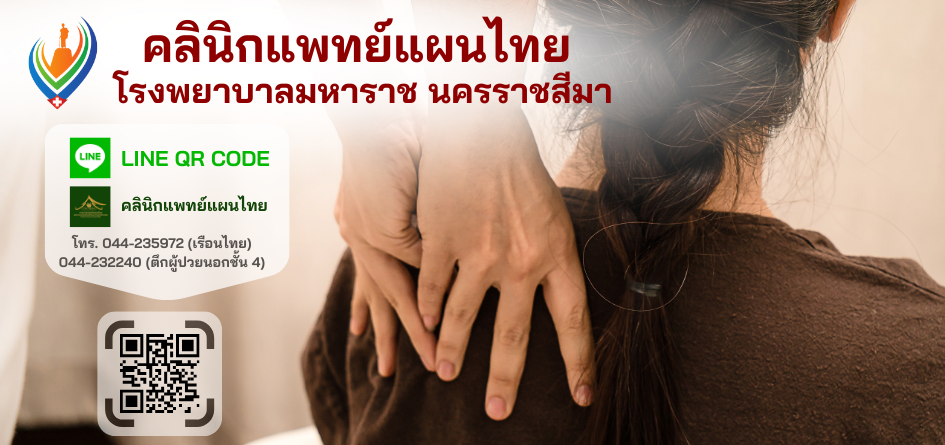 คลินิกแพทย์แผนไทย
โรงพยาบาลมหาราช นครราชสีมา
LINE
LINE QR CODE
คลินิกแพทย์แผนไทย
โทร. 044-235972 (เรือนไทย)
044-232240 (ตึกผู้ป่วยนอกชั้น 4)